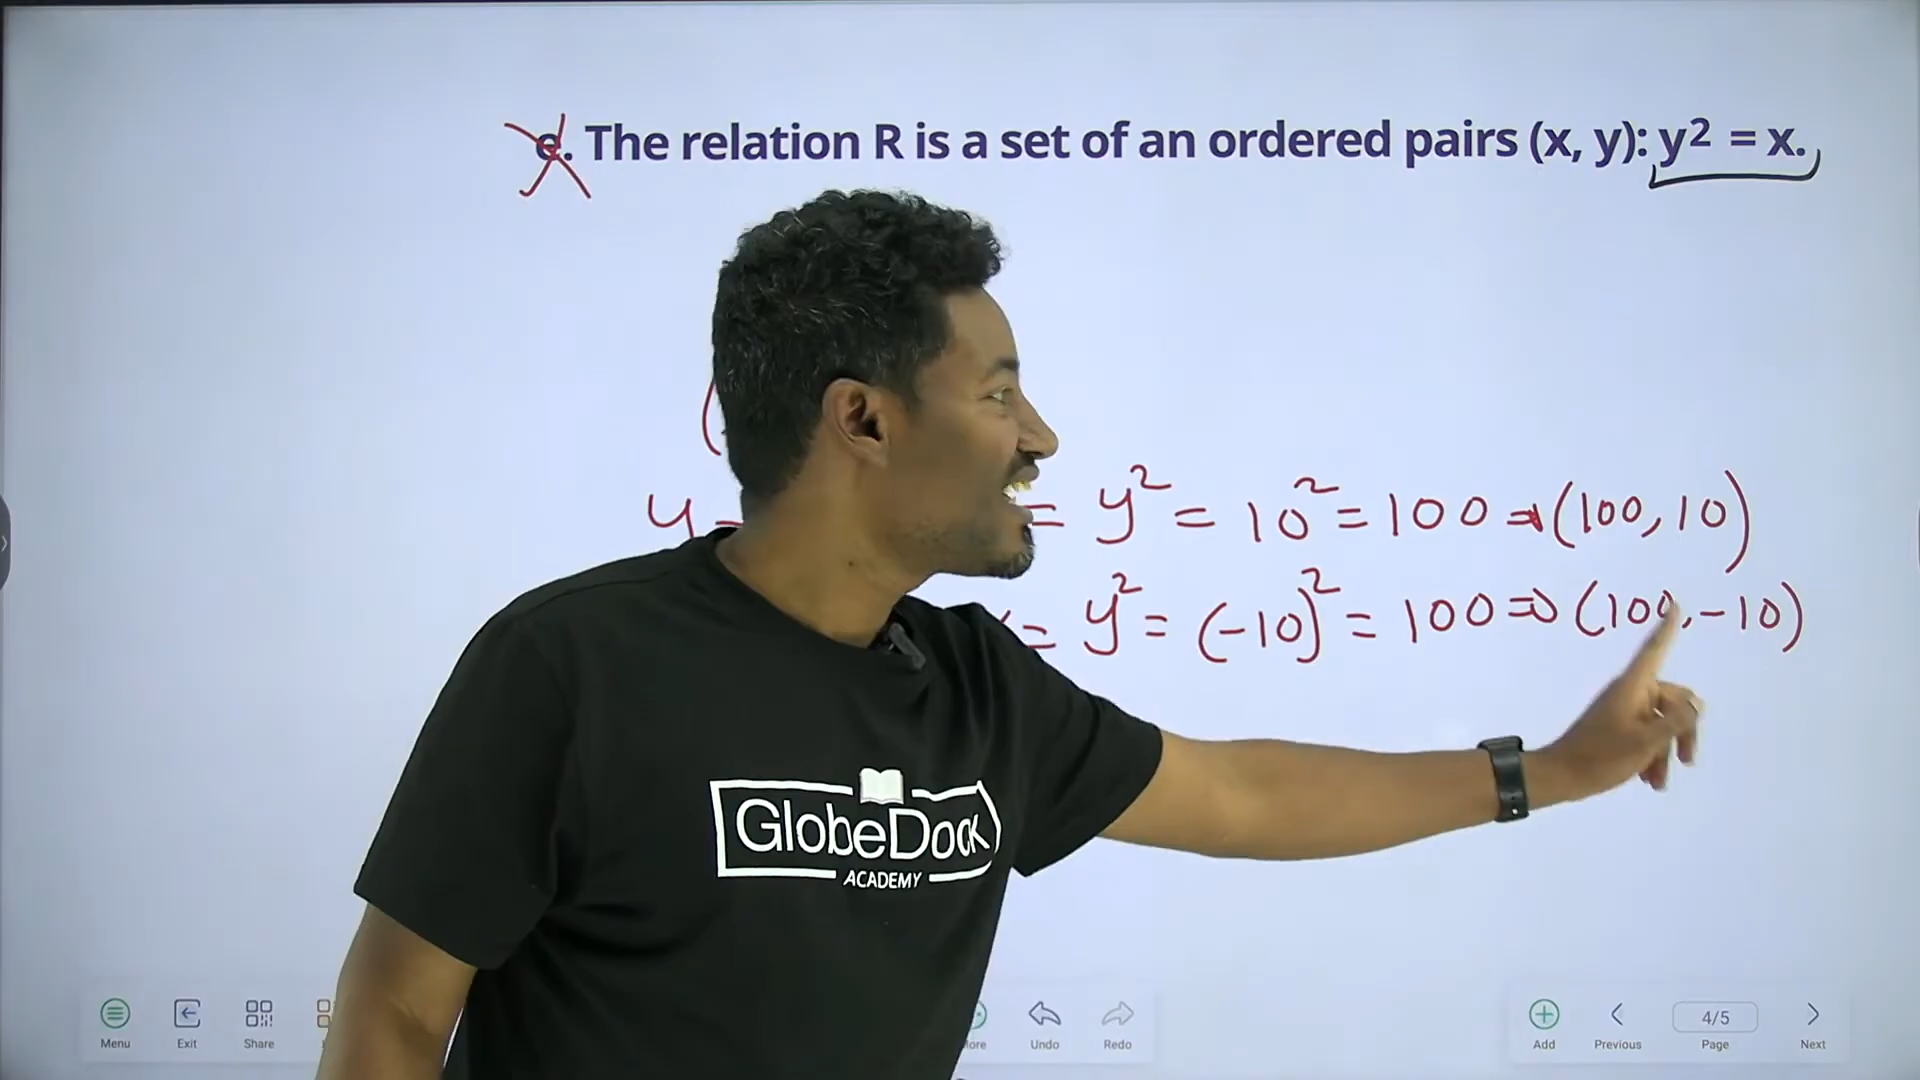 e. The relation R is a set of an ordered pairs (x, y): y² = x.
(
y = y² = 10² = 100 ⇒ (100, 10)
= y² = (-10)² = 100 ⇒ (100, -10)
GlobeDock
ACADEMY
Menu
Exit
Share
Undo
Redo
Add
Previous
4/5
Page
Next